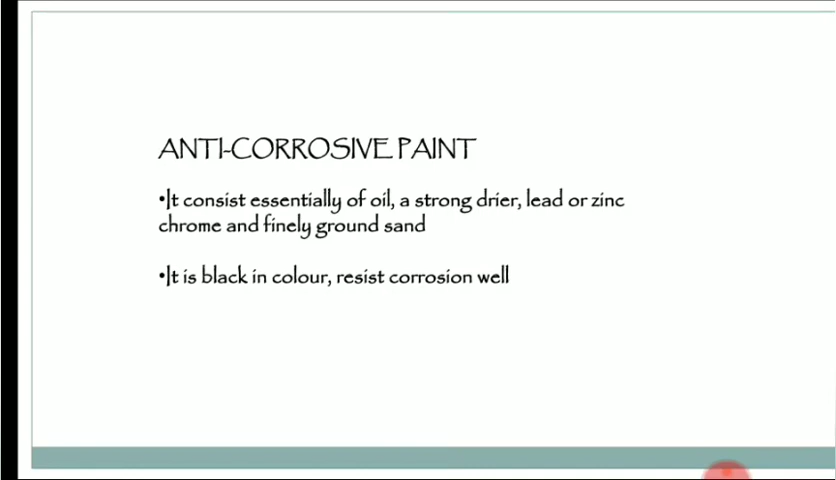 ANTI-CORROSIVE PAINT
•It consist essentially of oil, a strong drier, lead or zinc
chrome and finely ground sand
•It is black in colour, resist corrosion well